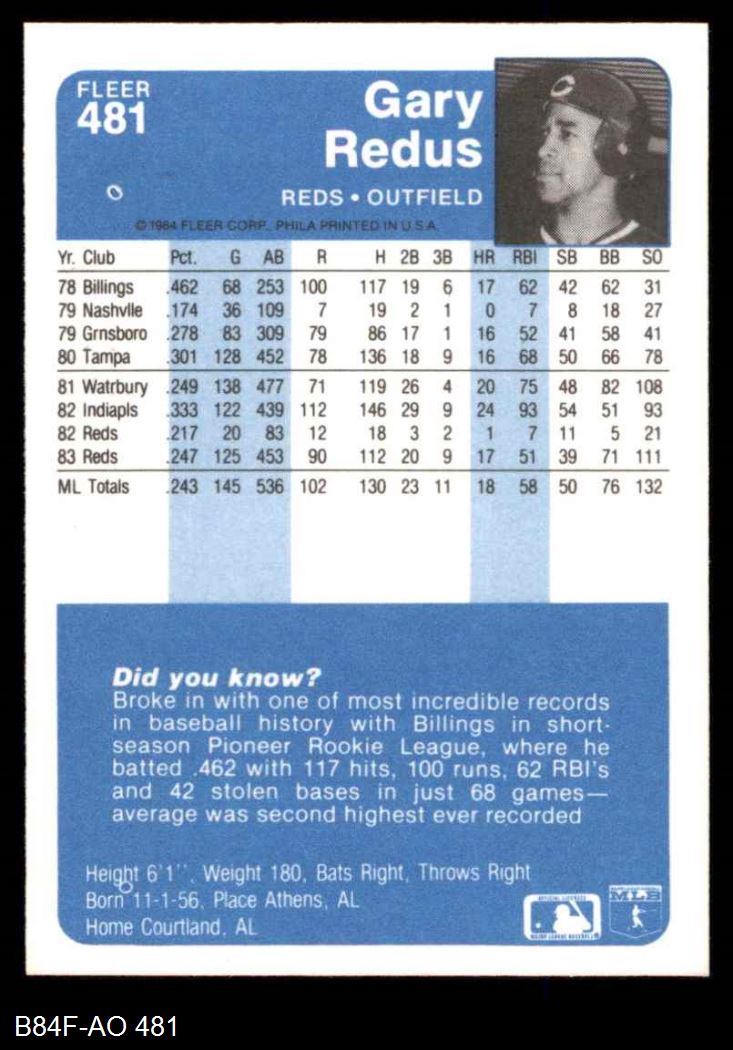 FLEER
481
Gary
Redus
REDS • OUTFIELD
© 1984 FLEER CORP., PHILA PRINTED IN U.S.A.
Yr. Club Pct. G AB R H 2B 3B HR RBI SB BB SO
78 Billings .462 68 253 100 117 19 6 17 62 42 62 31
79 Nashvlle .174 36 109 7 19 2 1 0 7 8 18 27
79 Grnsboro .278 83 309 79 86 17 1 16 52 41 58 41
80 Tampa .301 128 452 78 136 18 9 16 68 50 66 78
81 Watrbury .249 138 477 71 119 26 4 20 75 48 82 108
82 Indiapls .333 122 439 112 146 29 9 24 93 54 51 93
82 Reds .217 20 83 12 18 3 2 1 7 11 5 21
83 Reds .247 125 453 90 112 20 9 17 51 39 71 111
ML Totals .243 145 536 102 130 23 11 18 58 50 76 132
Did you know?
Broke in with one of most incredible records
in baseball history with Billings in short-
season Pioneer Rookie League, where he
batted .462 with 117 hits, 100 runs, 62 RBI's
and 42 stolen bases in just 68 games—
average was second highest ever recorded
Height 6'1'', Weight 180, Bats Right, Throws Right
Born 11-1-56, Place Athens, AL
Home Courtland, AL
MAJOR LEAGUE BASEBALL
B84F-AO 481